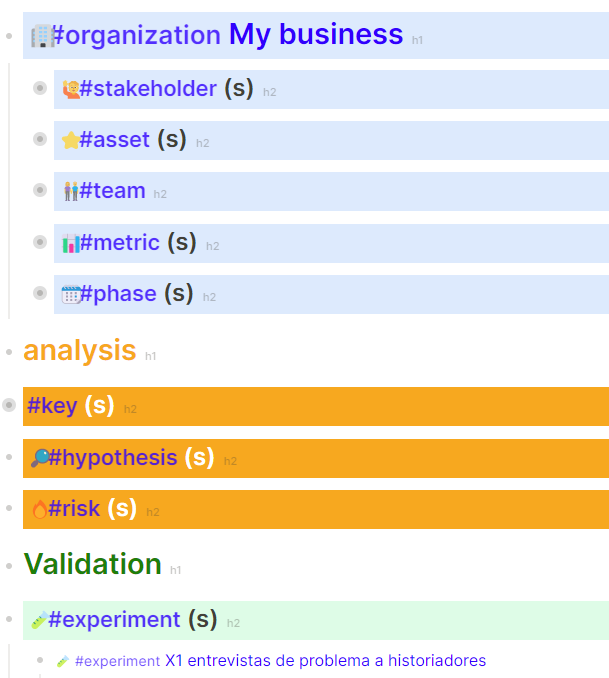 #organization My business h1
#stakeholder (s) h2
#asset (s) h2
#team h2
#metric (s) h2
#phase (s) h2
analysis h1
#key (s) h2
#hypothesis (s) h2
#risk (s) h2
Validation h1
#experiment (s) h2
#experiment X1 entrevistas de problema a historiadores